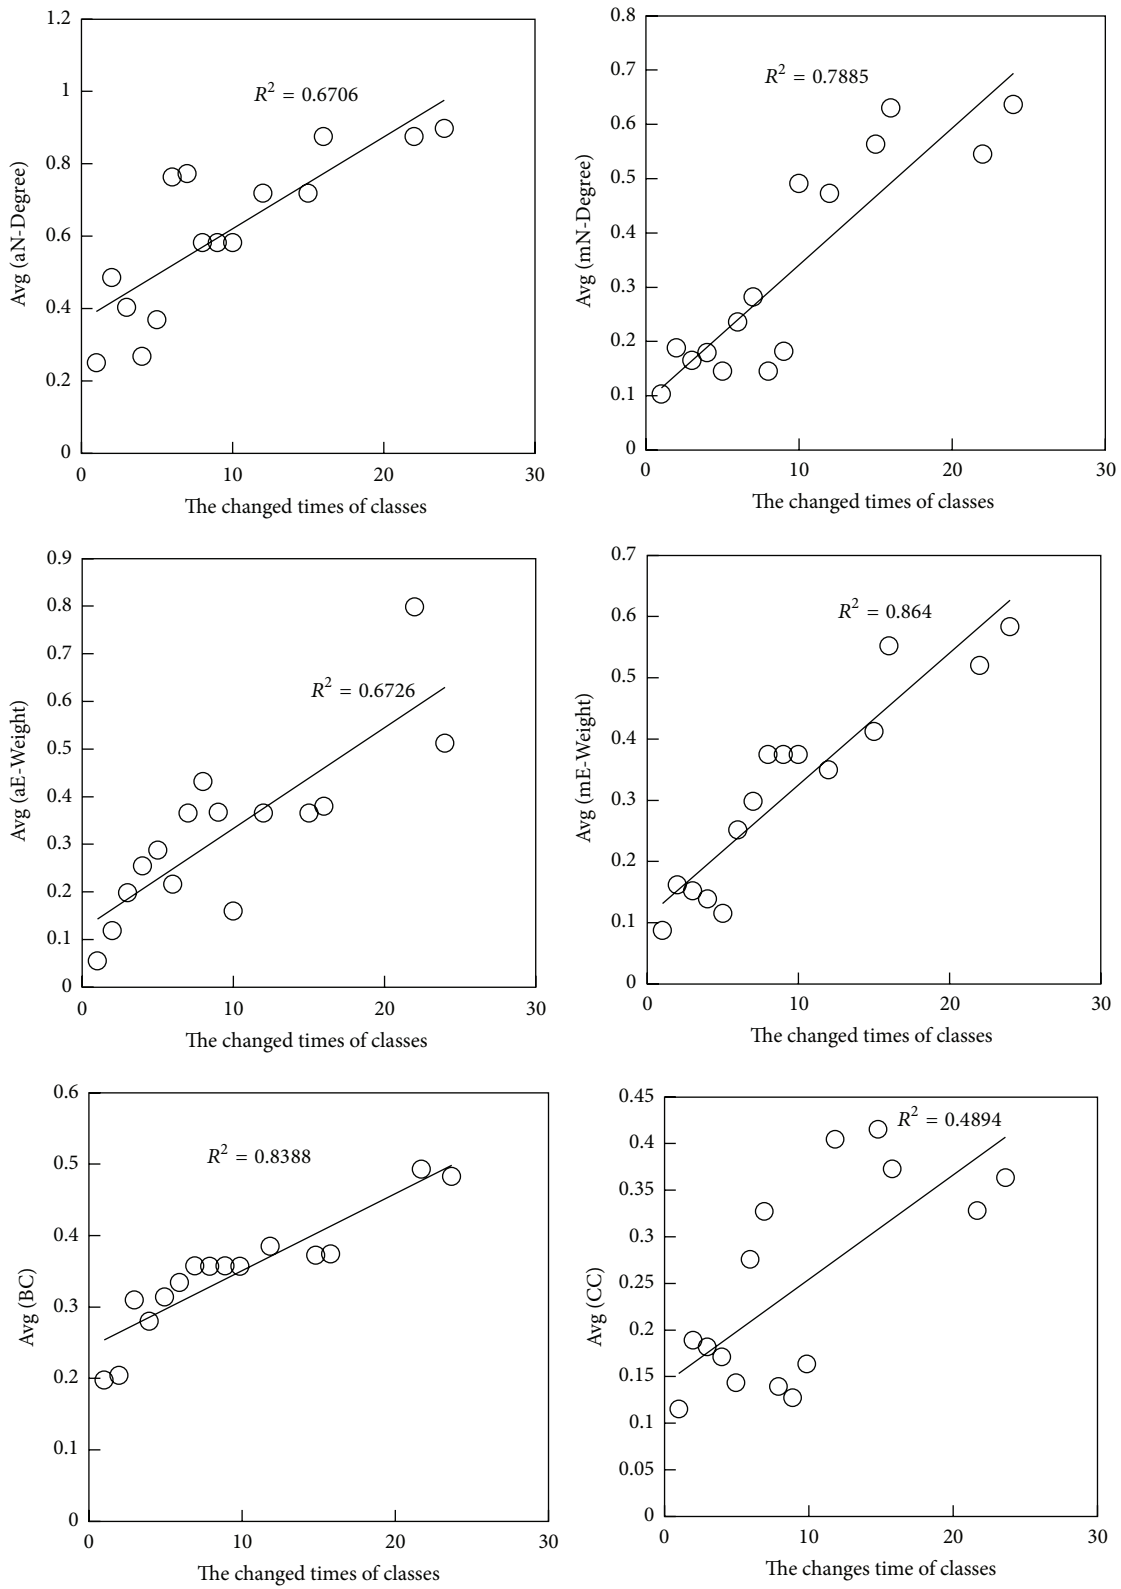 1.2
1
0.8
0.6
0.4
0.2
0
Avg (aN-Degree)
R² = 0.6706
0 10 20 30
The changed times of classes
0.8
0.7
0.6
0.5
0.4
0.3
0.2
0.1
0
Avg (mN-Degree)
R² = 0.7885
0 10 20 30
The changed times of classes
0.9
0.8
0.7
0.6
0.5
0.4
0.3
0.2
0.1
0
Avg (aE-Weight)
R² = 0.6726
0 10 20 30
The changed times of classes
0.7
0.6
0.5
0.4
0.3
0.2
0.1
0
Avg (mE-Weight)
R² = 0.864
0 10 20 30
The changed times of classes
0.6
0.5
0.4
0.3
0.2
0.1
0
Avg (BC)
R² = 0.8388
0 10 20 30
The changed times of classes
0.45
0.4
0.35
0.3
0.25
0.2
0.15
0.1
0.05
0
Avg (CC)
R² = 0.4894
0 10 20 30
The changes time of classes